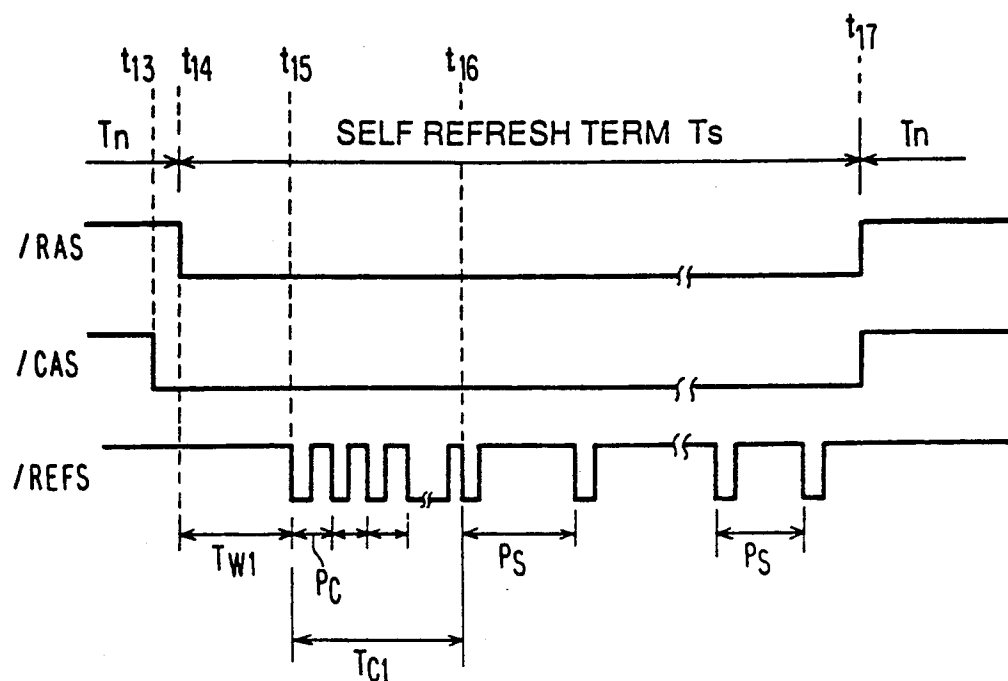 t17
t13 t14 t15 t16
Tn SELF REFRESH TERM Ts Tn
/RAS
/CAS
/REFS
TW1 PC PS PS
TC1